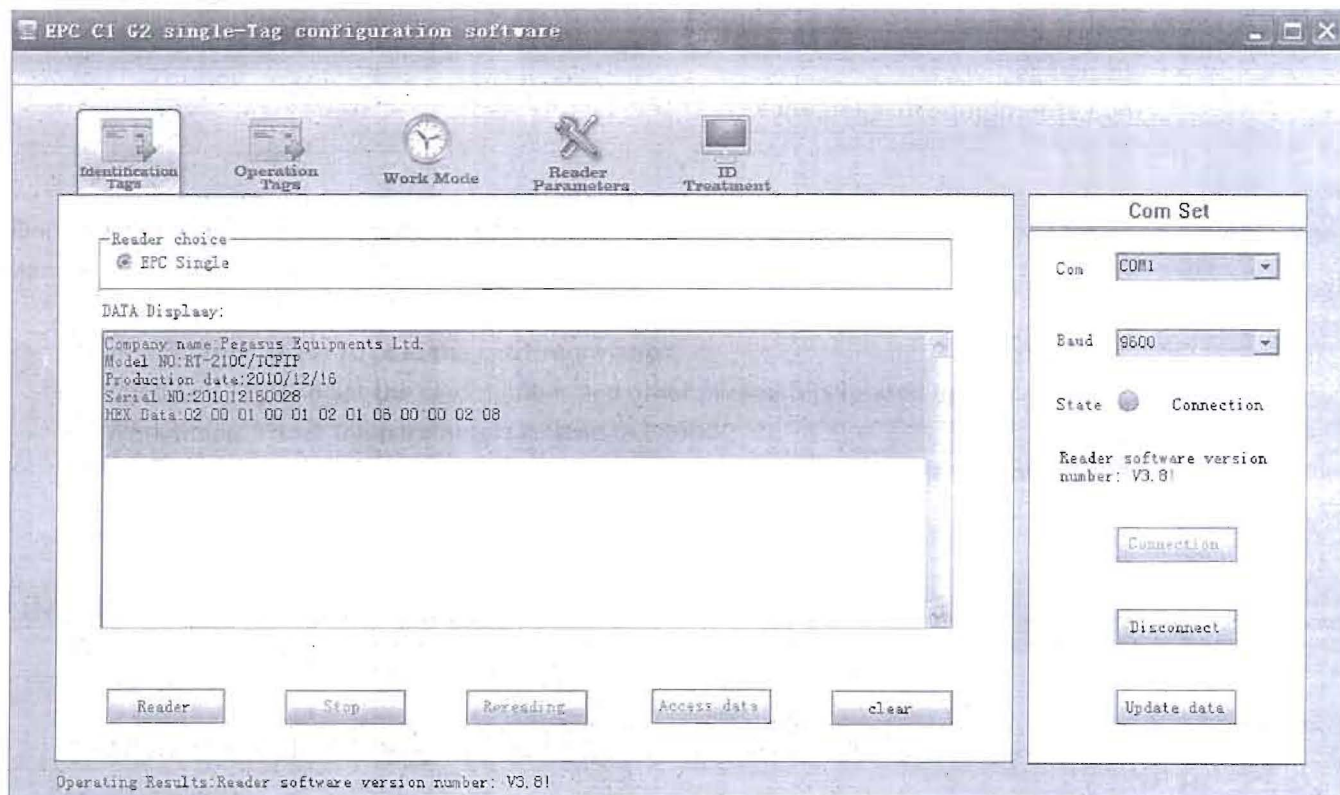 EPC C1 G2 single-Tag configuration software
Identification
Tags
Operation
Tags
Work Mode
Reader
Parameters
ID
Treatment
Reader choice
EPC Single
DATA Displasy:
Company name:Pegasus Equipments Ltd.
Model NO:RT-210C/TCPIP
Production date:2010/12/16
Serial NO:201012160028
HEX Data:02 00 01 00 01 02 01 06 00 00 02 08
Reader
Stop
Rereading
Access data
clear
Com Set
Com
COM1
Baud
9600
State
Connection
Reader software version
number: V3.8!
Connection
Disconnect
Update data
Operating Results:Reader software version number: V3.8!